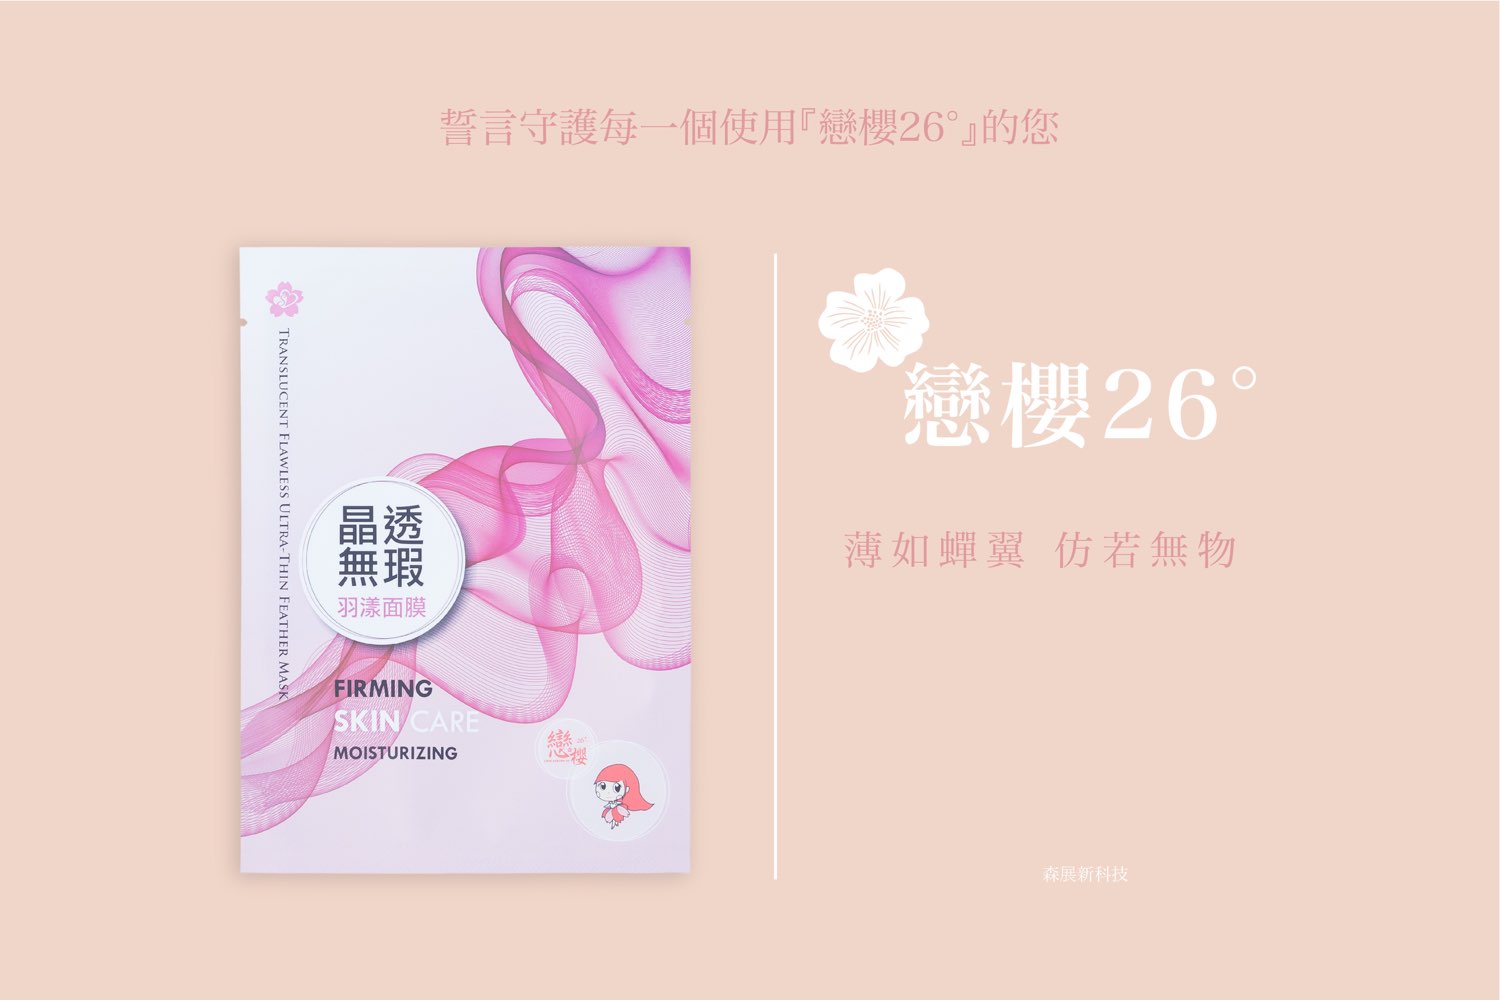 誓言守護每一個使用『戀櫻26°』的您
TRANSLUCENT FLAWLESS ULTRA-THIN FEATHER MASK
晶透
無瑕
羽漾面膜
FIRMING
SKIN CARE
MOISTURIZING
戀櫻26°
戀櫻26°
薄如蟬翼 仿若無物
森展新科技